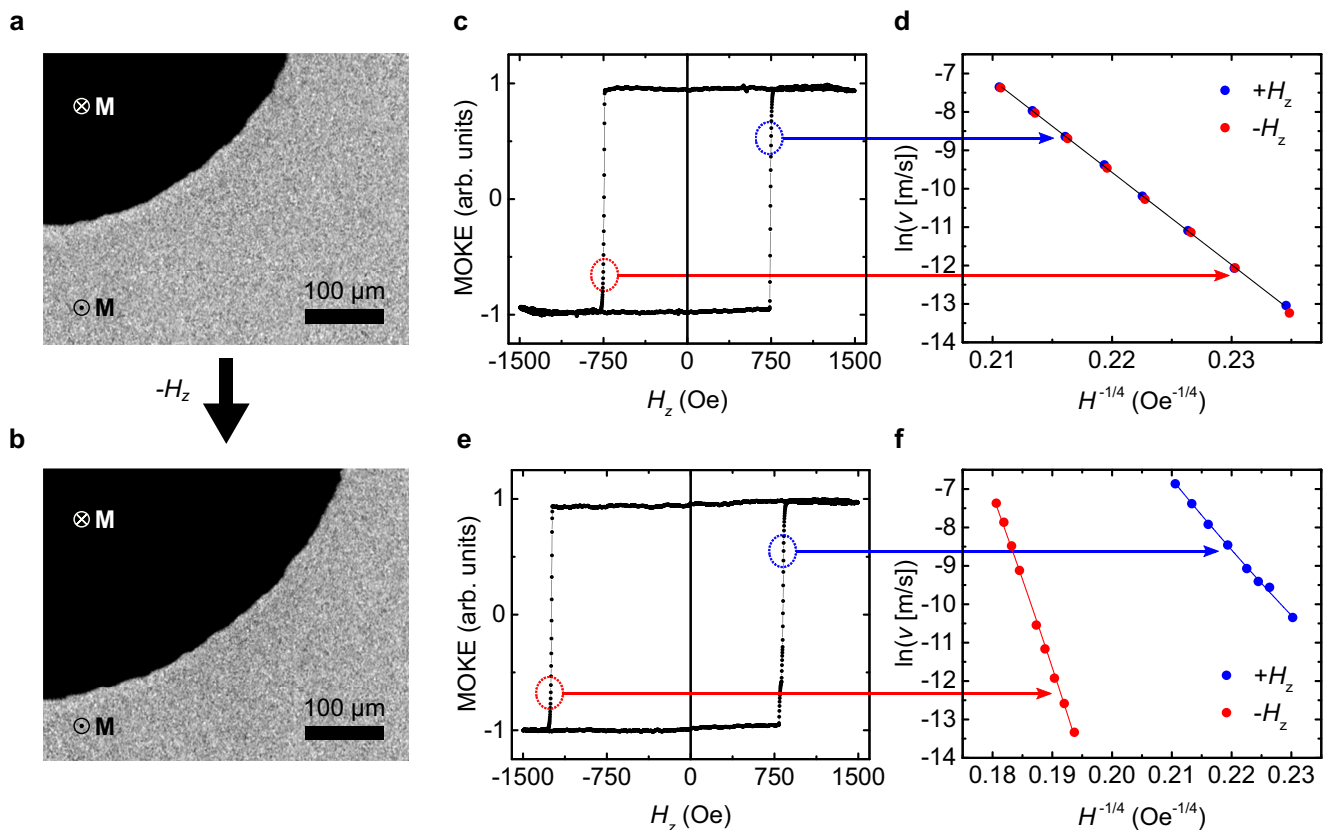 a
⊗ M
⊙ M
100 µm
-Hz
b
⊗ M
⊙ M
100 µm
c
MOKE (arb. units)
1
0
-1
-1500 -750 0 750 1500
Hz (Oe)
d
ln(v [m/s])
-7
-8
-9
-10
-11
-12
-13
-14
+Hz
-Hz
0.21 0.22 0.23
H-1/4 (Oe-1/4)
e
MOKE (arb. units)
1
0
-1
-1500 -750 0 750 1500
Hz (Oe)
f
ln(v [m/s])
-7
-8
-9
-10
-11
-12
-13
-14
+Hz
-Hz
0.18 0.19 0.20 0.21 0.22 0.23
H-1/4 (Oe-1/4)